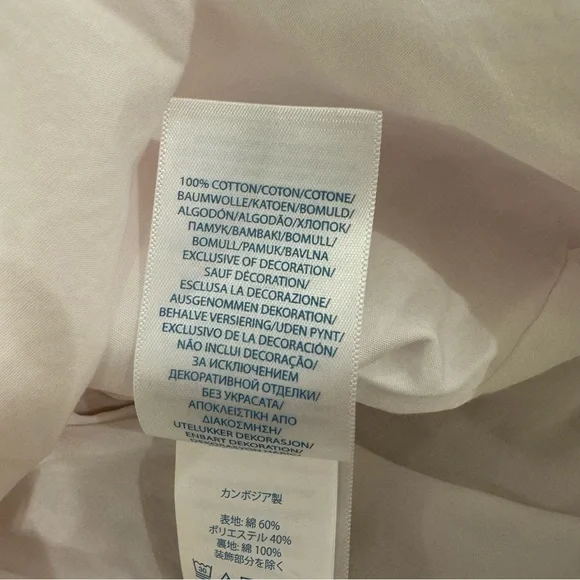 100% COTTON/COTON/COTONE/
BAUMWOLLE/KATOEN/BOMULD/
ALGODÓN/ALGODÃO/ХЛОПОК/
ПАМУК/ΒΑΜΒΑΚΙ/BOMULL/
BOMULL/PAMUK/BAVLNA
EXCLUSIVE OF DECORATION/
SAUF DÉCORATION/
ESCLUSA LA DECORAZIONE/
AUSGENOMMEN DEKORATION/
BEHALVE VERSIERING/UDEN PYNT/
EXCLUSIVO DE LA DECORACIÓN/
NÃO INCLUI DECORAÇÃO/
ЗА ИСКЛЮЧЕНИЕМ
ДЕКОРАТИВНОЙ ОТДЕЛКИ/
БЕЗ УКРАСАТА/
ΑΠΟΚΛΕΙΣΤΙΚΗ ΑΠΟ
ΔΙΑΚΟΣΜΗΣΗ/
UTELUKKER DEKORASJON/
ENBART DEKORATION/
カンボジア製
表地: 綿 60%
ポリエステル 40%
裏地: 綿 100%
装飾部分を除く
30